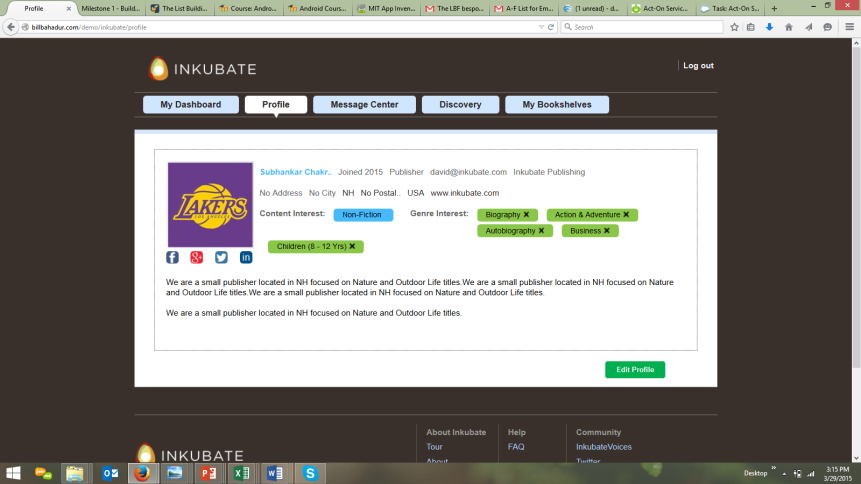 Profile × Milestone 1 - Build... The List Buildi... Course: Andro... Android Cours... MIT App Inven... The LBF bespo... A-F List for Em... (1 unread) - d... Act-On Servic... Task: Act-On S... +
billbahadur.com/demo/inkubate/profile Search
INKUBATE
Log out
My Dashboard Profile Message Center Discovery My Bookshelves
Subhankar Chakr.. Joined 2015 Publisher david@inkubate.com Inkubate Publishing
No Address No City NH No Postal.. USA www.inkubate.com
Content Interest: Non-Fiction Genre Interest: Biography ✖ Action & Adventure ✖
Autobiography ✖ Business ✖
Children (8 - 12 Yrs) ✖
LAKERS
LOS ANGELES
We are a small publisher located in NH focused on Nature and Outdoor Life titles.We are a small publisher located in NH focused on Nature
and Outdoor Life titles.We are a small publisher located in NH focused on Nature and Outdoor Life titles.
We are a small publisher located in NH focused on Nature and Outdoor Life titles.
Edit Profile
About Inkubate Help Community
Tour FAQ InkubateVoices
INKUBATE
About Twitter
Desktop 3:15 PM
3/29/2015